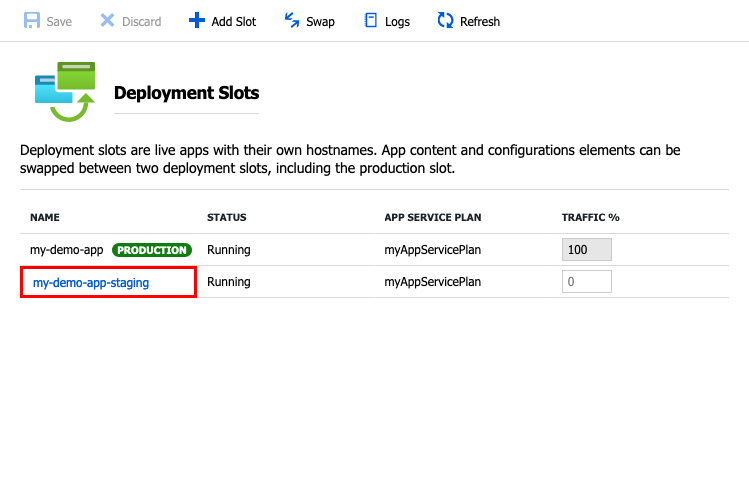 Save Discard Add Slot Swap Logs Refresh
Deployment Slots
Deployment slots are live apps with their own hostnames. App content and configurations elements can be
swapped between two deployment slots, including the production slot.
NAME STATUS APP SERVICE PLAN TRAFFIC %
my-demo-app PRODUCTION Running myAppServicePlan 100
my-demo-app-staging Running myAppServicePlan 0